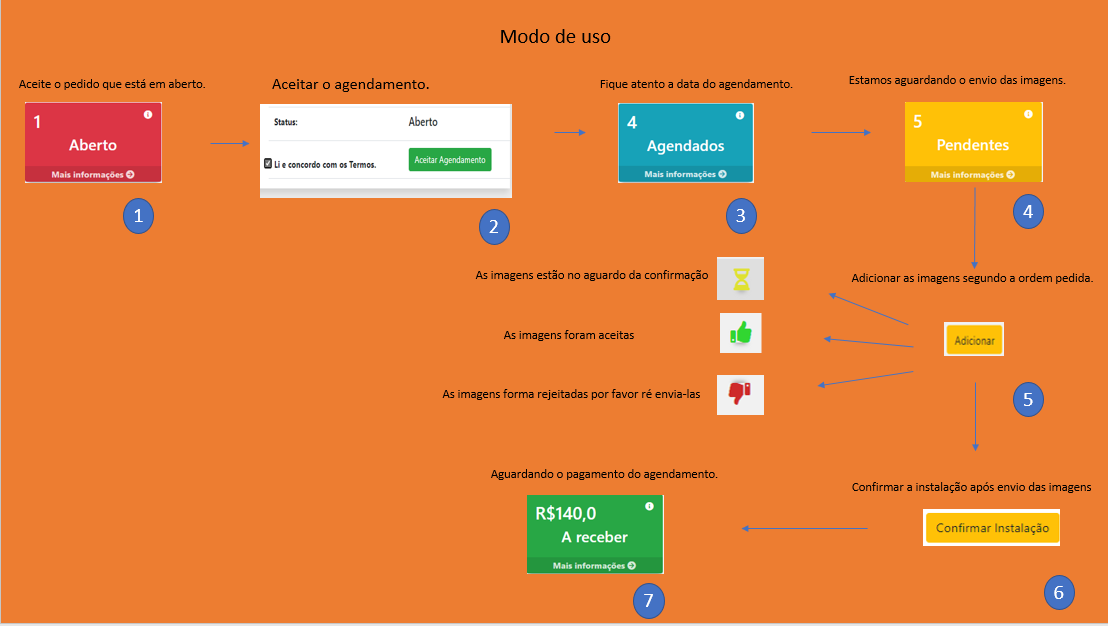 Modo de uso
Aceite o pedido que está em aberto.
1
Aberto
Mais informações
1
Aceitar o agendamento.
Status:
Aberto
Li e concordo com os Termos.
Aceitar Agendamento
2
Fique atento a data do agendamento.
4
Agendados
Mais informações
3
Estamos aguardando o envio das imagens.
5
Pendentes
Mais informações
4
Adicionar as imagens segundo a ordem pedida.
Adicionar
5
As imagens estão no aguardo da confirmação
As imagens foram aceitas
As imagens forma rejeitadas por favor ré envia-las
Confirmar a instalação após envio das imagens
Confirmar Instalação
6
Aguardando o pagamento do agendamento.
R$140,0
A receber
Mais informações
7